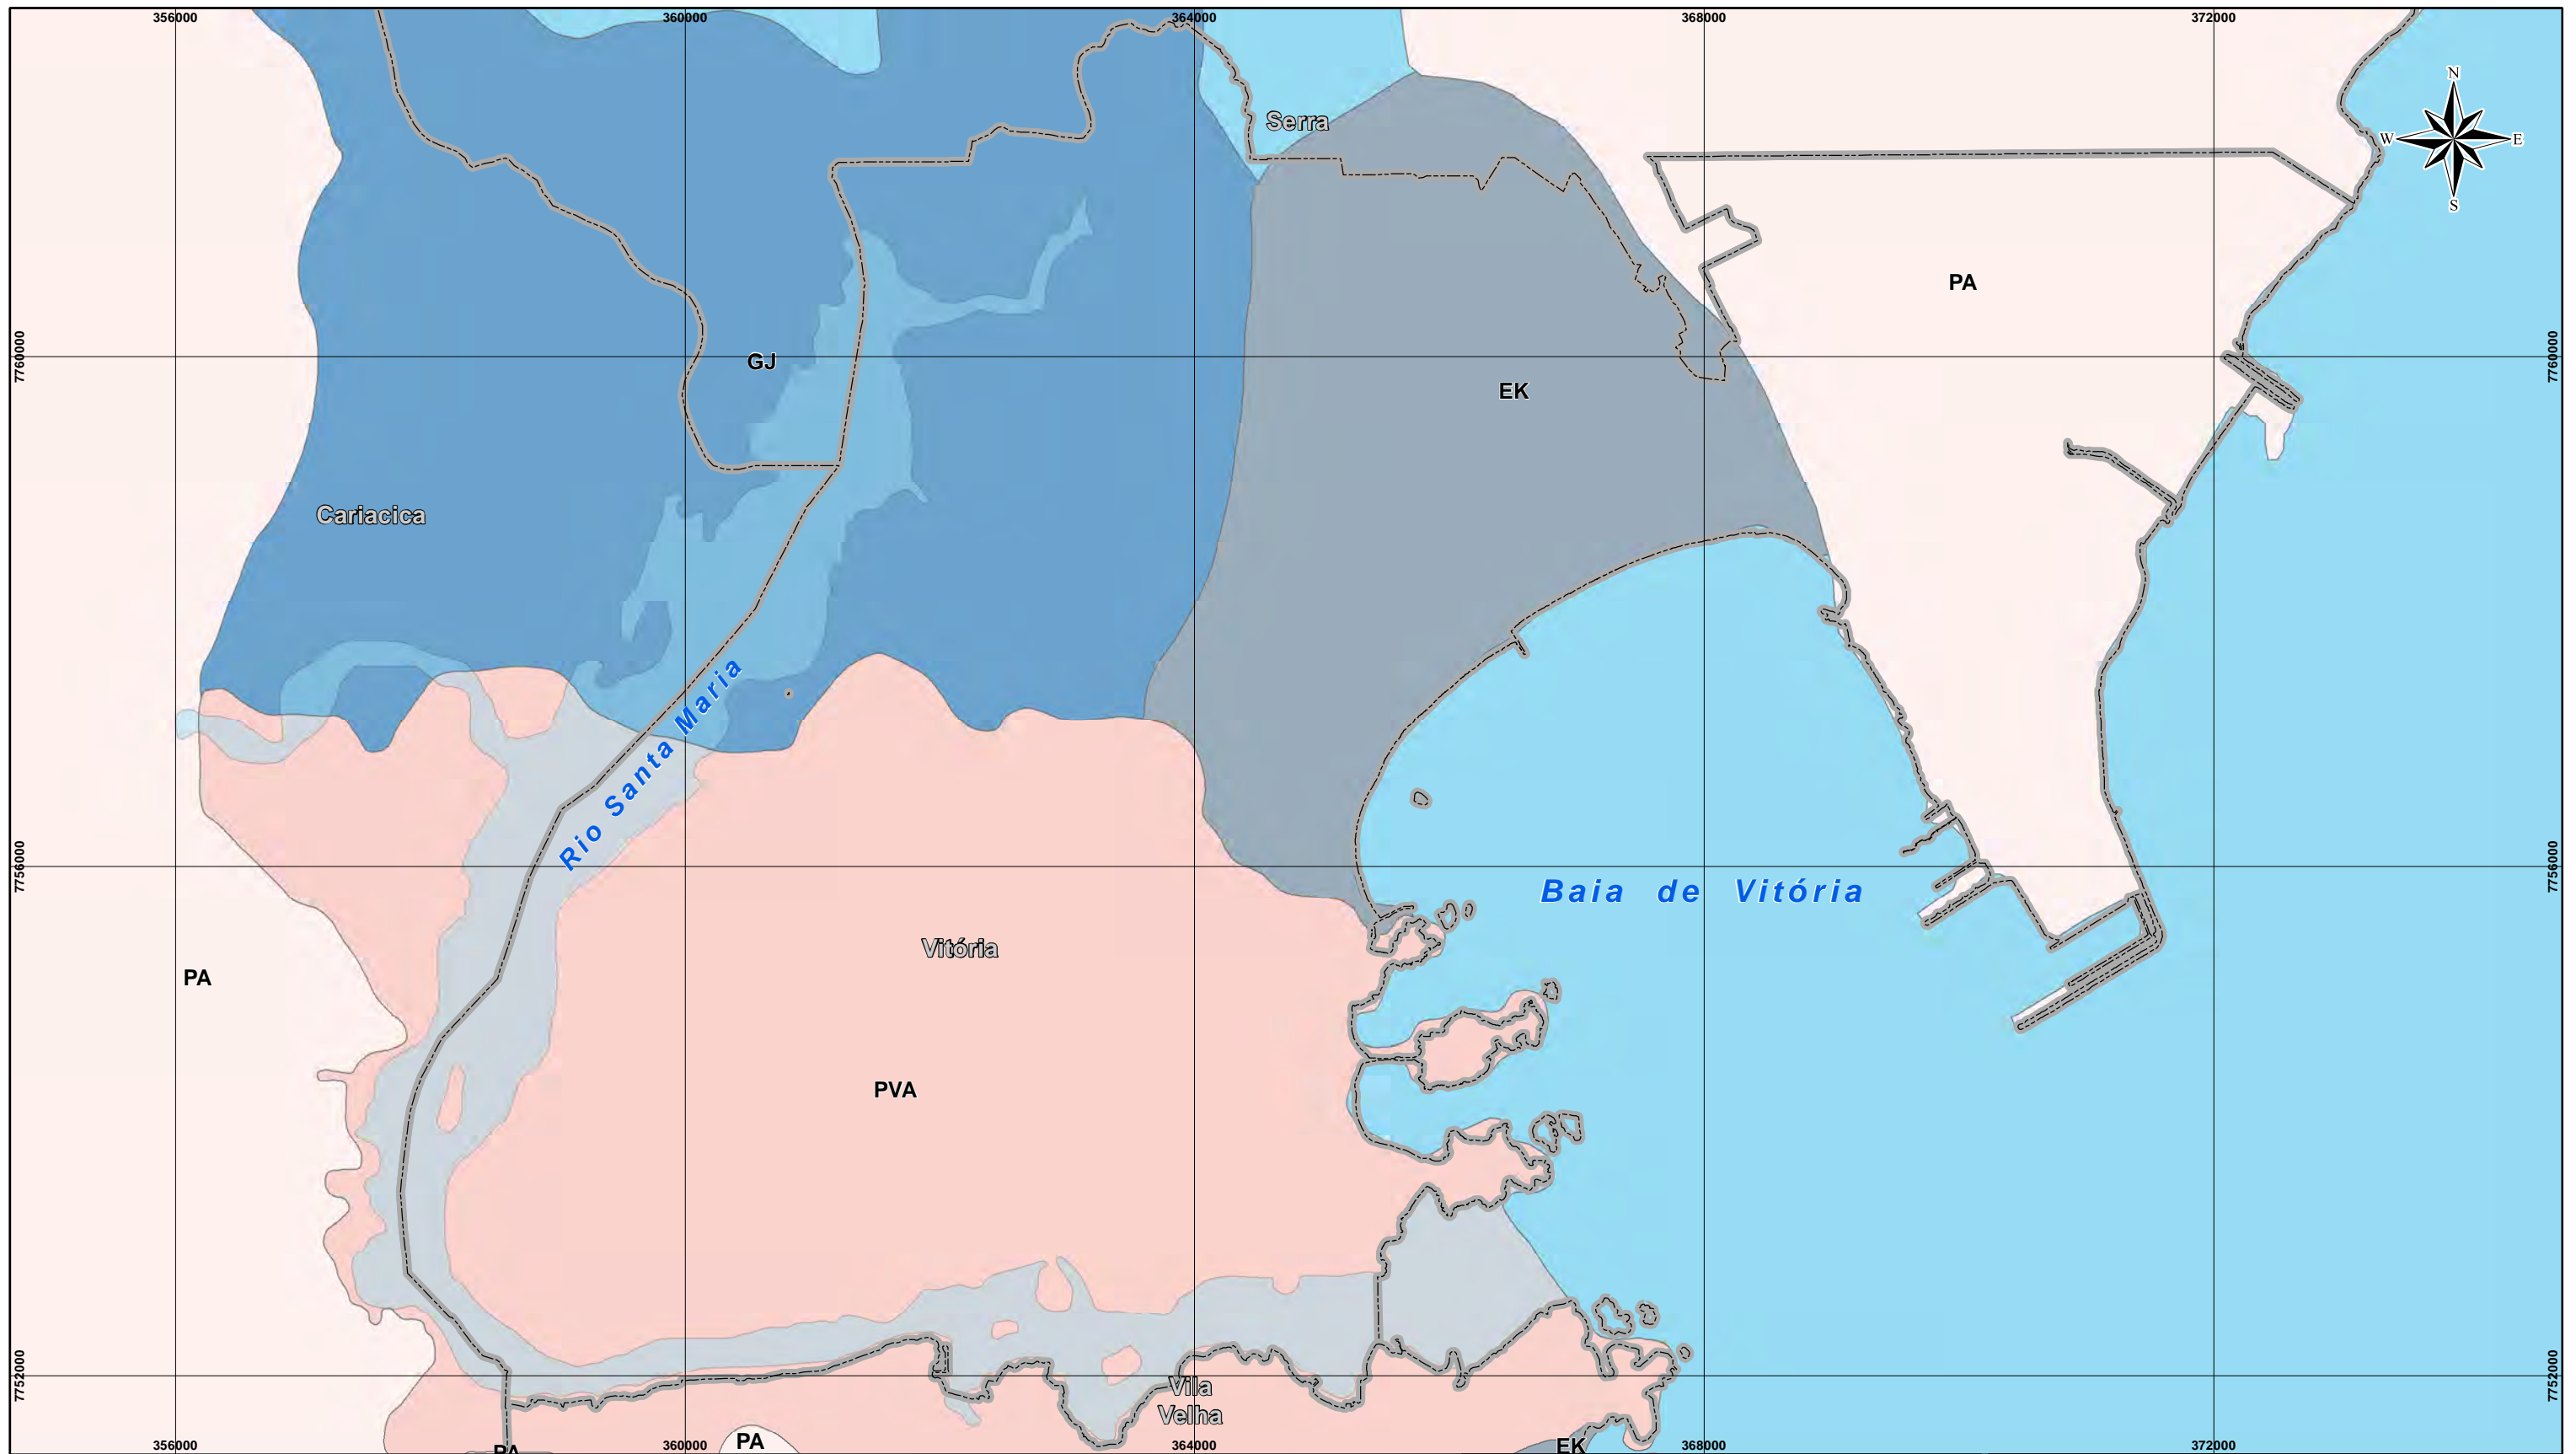 356000 360000 364000 368000 372000
N
Serra
W E
S
PA
7760000 7760000
GJ
EK
Cariacica
Rio Santa Maria
7756000 7756000
Baia de Vitória
Vitória
PA
PVA
7752000 7752000
Vila
Velha
PA
PA
EK
356000 360000 364000 368000 372000